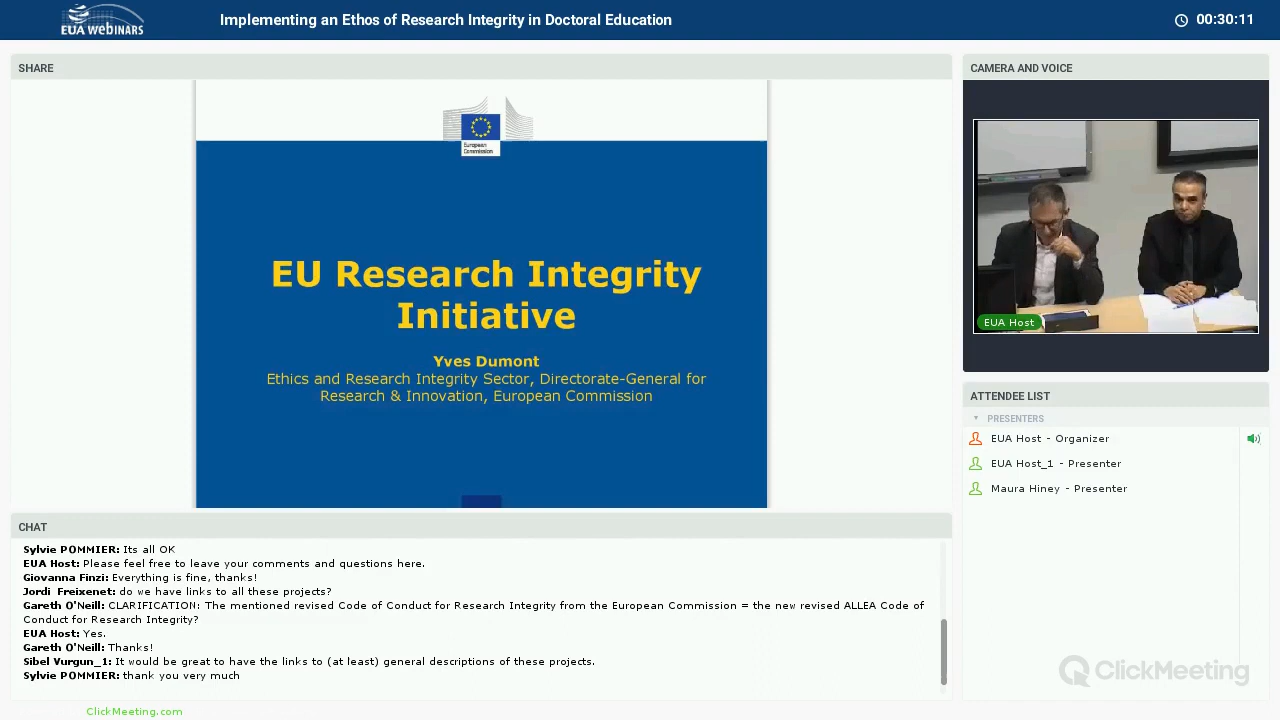 EUA WEBINARS
Implementing an Ethos of Research Integrity in Doctoral Education
00:30:11
SHARE
European
Commission
EU Research Integrity
Initiative
Yves Dumont
Ethics and Research Integrity Sector, Directorate-General for
Research & Innovation, European Commission
CAMERA AND VOICE
EUA Host
ATTENDEE LIST
PRESENTERS
EUA Host - Organizer
EUA Host_1 - Presenter
Maura Hiney - Presenter
CHAT
Sylvie POMMIER: Its all OK
EUA Host: Please feel free to leave your comments and questions here.
Giovanna Finzi: Everything is fine, thanks!
Jordi Freixenet: do we have links to all these projects?
Gareth O'Neill: CLARIFICATION: The mentioned revised Code of Conduct for Research Integrity from the European Commission = the new revised ALLEA Code of
Conduct for Research Integrity?
EUA Host: Yes.
Gareth O'Neill: Thanks!
Sibel Vurgun_1: It would be great to have the links to (at least) general descriptions of these projects.
Sylvie POMMIER: thank you very much
ClickMeeting
ClickMeeting.com